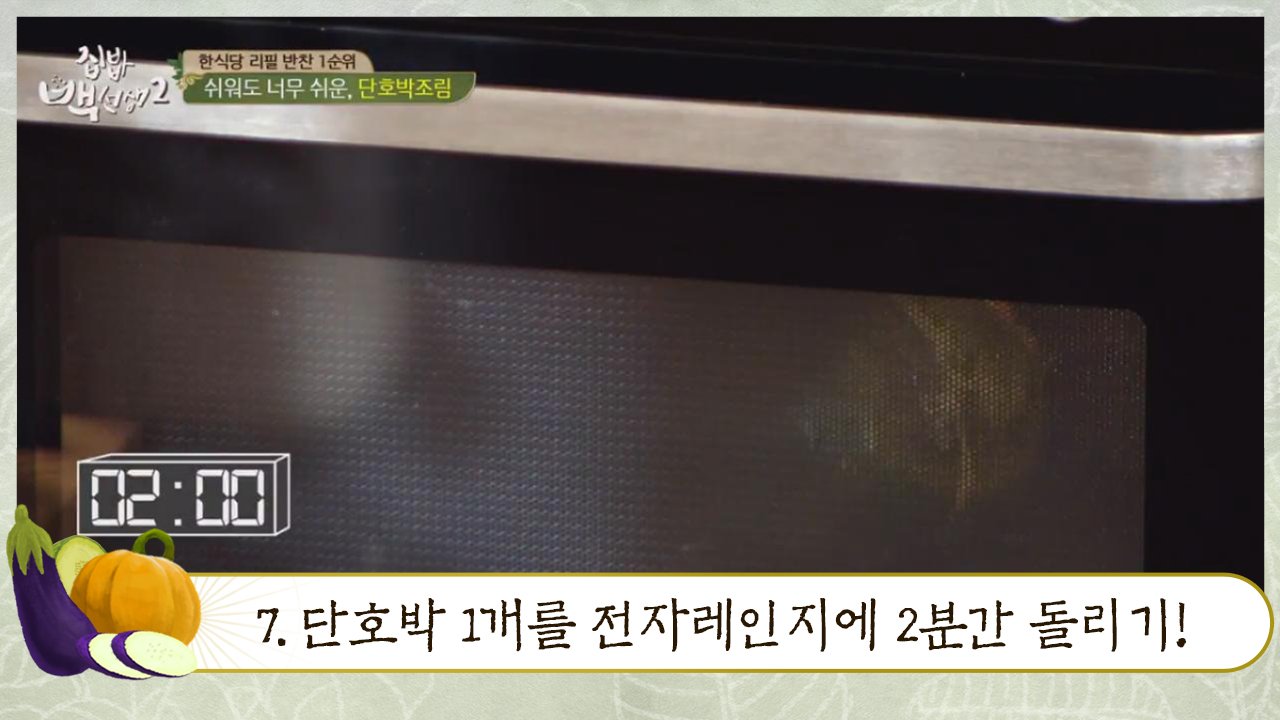 집밥
백선생2
한식당 리필 반찬 1순위
쉬워도 너무 쉬운, 단호박조림
02:00
7. 단호박 1개를 전자레인지에 2분간 돌리기!